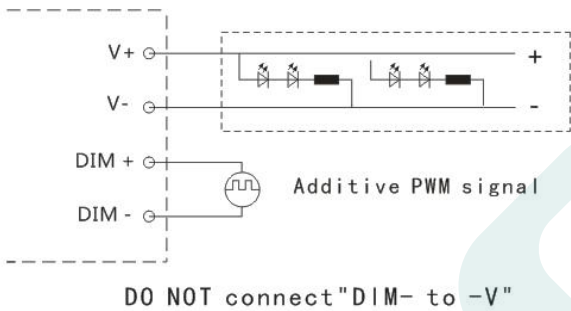 V+
+
V-
-
DIM +
Additive PWM signal
DIM -
DO NOT connect"DIM- to -V"